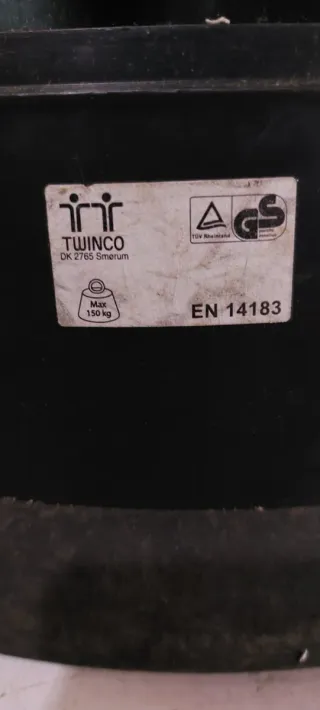 TWINCO
DK 2765 Smørum
Max
150 kg
TÜV Rheinland
GS
EN 14183